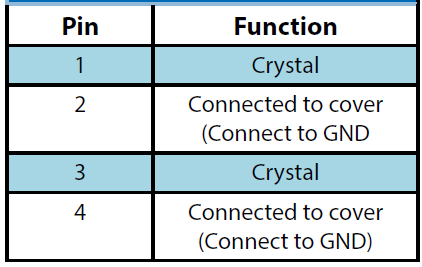 Pin Function
1 Crystal
2 Connected to cover
(Connect to GND
3 Crystal
4 Connected to cover
(Connect to GND)